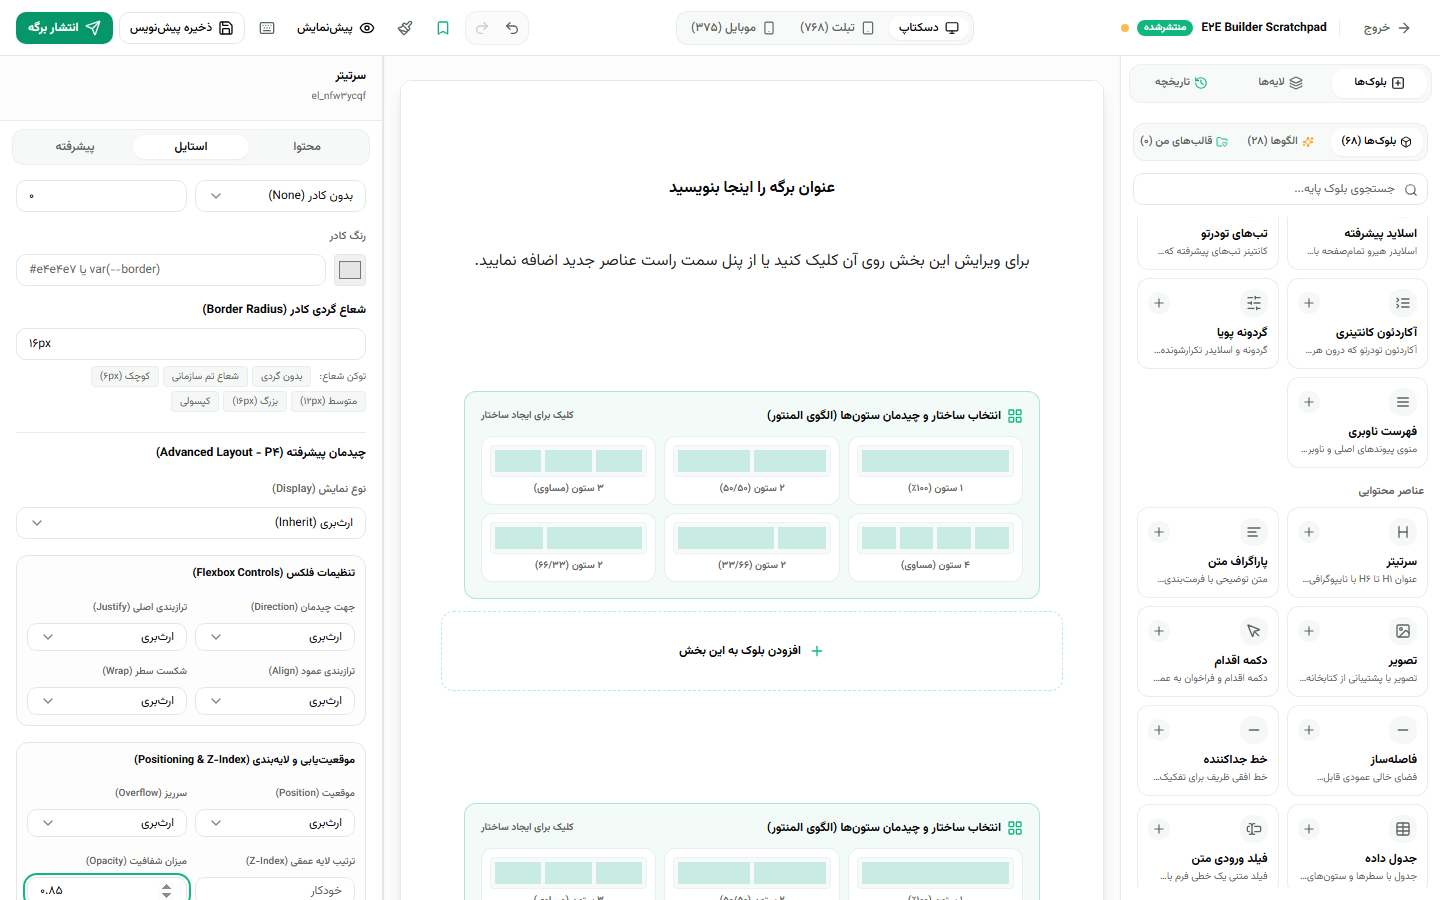 خروج
E2E Builder Scratchpad
منتشرشده
دسکتاپ
تبلت (۷۶۸)
موبایل (۳۷۵)
پیش‌نمایش
ذخیره پیش‌نویس
انتشار برگه
بلوک‌ها
لایه‌ها
تاریخچه
بلوک‌ها (۶۸)
الگوها (۲۸)
قالب‌های من (۰)
جستجوی بلوک پایه...
اسلاید پیشرفته
اسلایدر هیرو تمام‌صفحه با...
تب‌های تودرتو
کانتینر تب‌های پیشرفته که...
آکاردئون کانتینری
آکاردئون تودرتو که درون هر...
گردونه پویا
گردونه و اسلایدر تکرارشونده...
فهرست ناوبری
منوی پیوندهای اصلی و ناوبر...
عناصر محتوایی
سرتیتر
عنوان H۱ تا H۶ با تایپوگرافی...
پاراگراف متن
متن توضیحی با فرمت‌بندی...
تصویر
تصویر با پشتیبانی از کتابخانه...
دکمه اقدام
دکمه اقدام و فراخوان به عم...
فاصله‌ساز
فضای خالی عمودی قابل...
خط جداکننده
خط افقی ظریف برای تفکیک...
جدول داده
جدول با سطرها و ستون‌های...
فیلد ورودی متن
فیلد متنی یک خطی فرم با...
عنوان برگه را اینجا بنویسید
برای ویرایش این بخش روی آن کلیک کنید یا از پنل سمت راست عناصر جدید اضافه نمایید.
انتخاب ساختار و چیدمان ستون‌ها (الگوی المنتور)
کلیک برای ایجاد ساختار
۱ ستون (۱۰۰٪)
۲ ستون (۵۰/۵۰)
۳ ستون (مساوی)
۴ ستون (مساوی)
۲ ستون (۳۳/۶۶)
۲ ستون (۶۶/۳۳)
افزودن بلوک به این بخش
انتخاب ساختار و چیدمان ستون‌ها (الگوی المنتور)
کلیک برای ایجاد ساختار
۱ ستون (۱۰۰٪)
۲ ستون (۵۰/۵۰)
۳ ستون (مساوی)
سرتیتر
el_nfw۳ycqf
محتوا
استایل
پیشرفته
بدون کادر (None)
۰
رنگ کادر
#e۴e۴e۷ یا var(--border)
شعاع گردی کادر (Border Radius)
۱۶px
توکن شعاع:
بدون گردی
شعاع تم سازمانی
کوچک (۶px)
متوسط (۱۲px)
بزرگ (۱۶px)
کپسولی
چیدمان پیشرفته (Advanced Layout - P۴)
نوع نمایش (Display)
ارث‌بری (Inherit)
تنظیمات فلکس (Flexbox Controls)
جهت چیدمان (Direction)
ترازبندی اصلی (Justify)
ارث‌بری
ارث‌بری
ترازبندی عمود (Align)
شکست سطر (Wrap)
ارث‌بری
ارث‌بری
موقعیت‌یابی و لایه‌بندی (Positioning & Z-Index)
موقعیت (Position)
سرریز (Overflow)
ارث‌بری
ارث‌بری
ترتیب لایه عمقی (Z-Index)
میزان شفافیت (Opacity)
خودکار
۰.۸۵